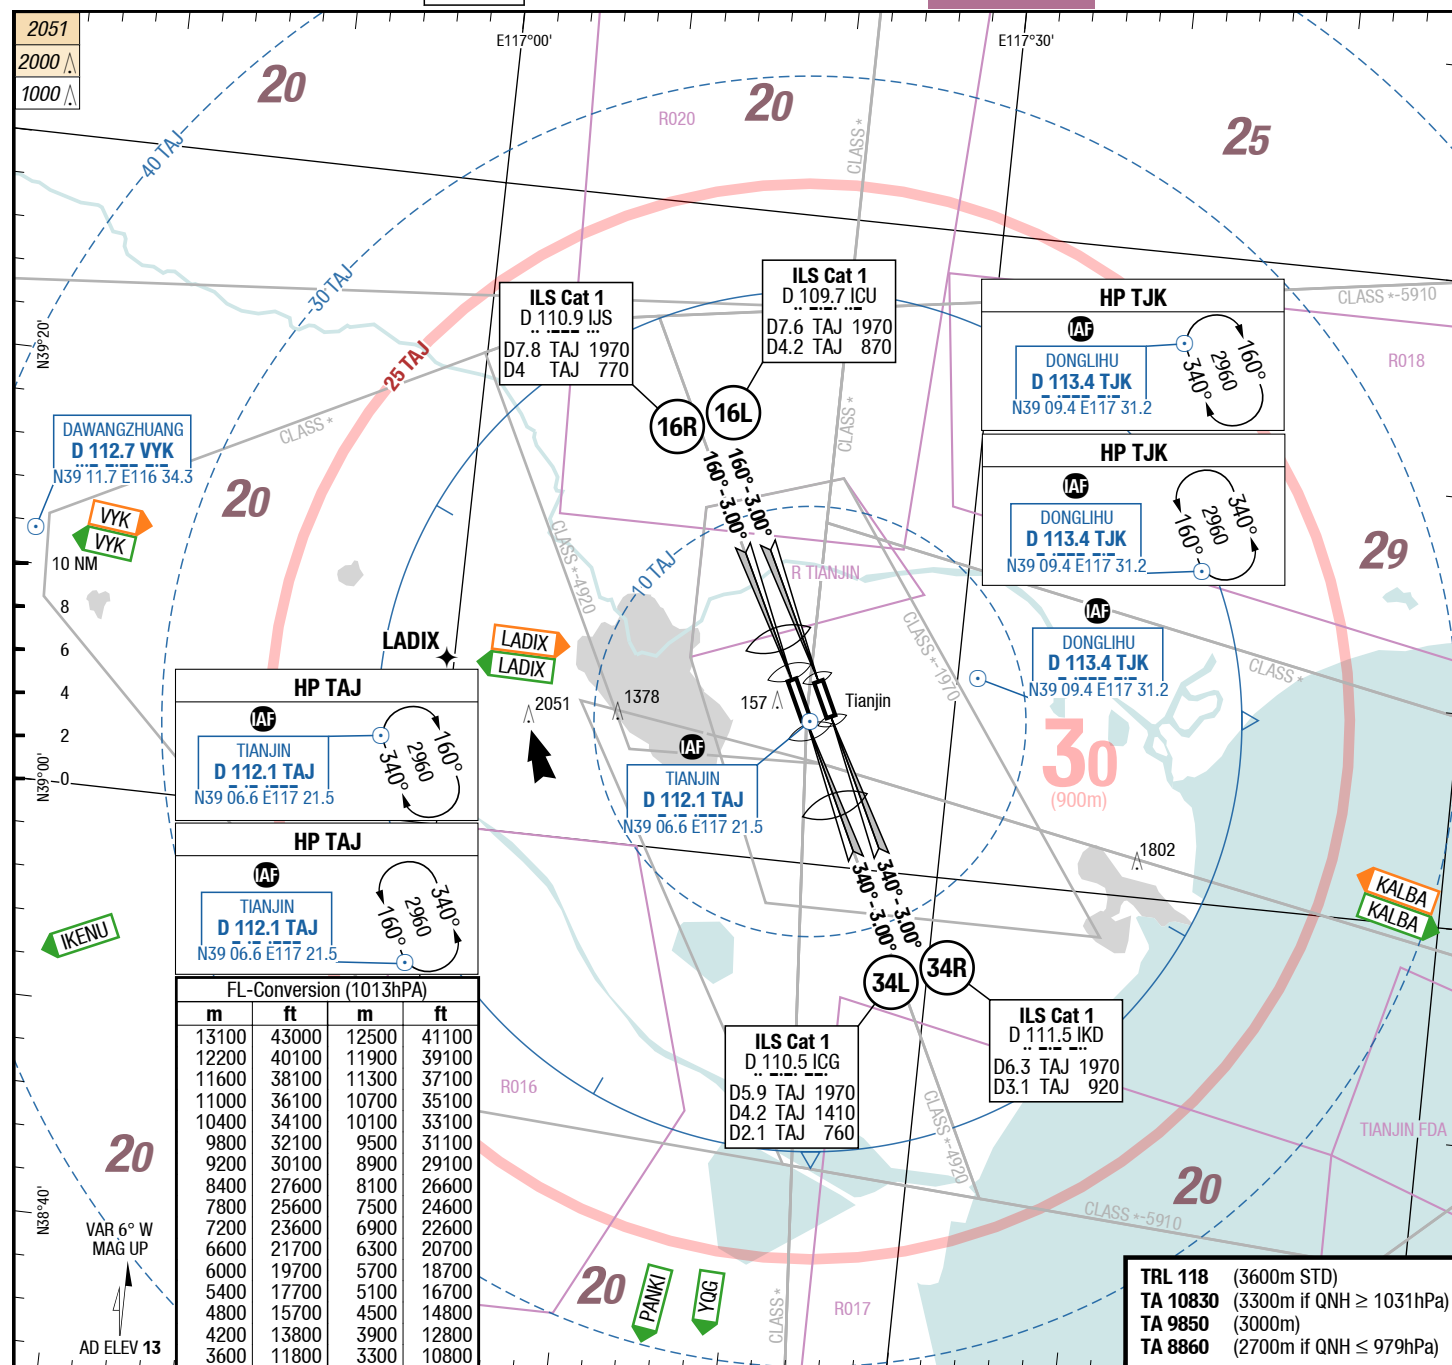 2051
2000
1000
E117°00'
E117°30'
20
20
25
R020
CLASS *
40 TAJ
30 TAJ
25 TAJ
N39°20'
CLASS *
ILS Cat 1
D 110.9 IJS
D7.8 TAJ 1970
D4 TAJ 770
ILS Cat 1
D 109.7 ICU
D7.6 TAJ 1970
D4.2 TAJ 870
HP TJK
IAF
DONGLIHU
D 113.4 TJK
N39 09.4 E117 31.2
340°
2960
160°
CLASS *-5910
R018
16R
16L
160°-3.00°
160°-3.00°
CLASS *
HP TJK
IAF
DONGLIHU
D 113.4 TJK
N39 09.4 E117 31.2
160°
2960
340°
DAWANGZHUANG
D 112.7 VYK
N39 11.7 E116 34.3
VYK
VYK
20
29
10 NM
8
6
4
2
0
CLASS *-4920
10 TAJ
R TIANJIN
CLASS *-1970
IAF
DONGLIHU
D 113.4 TJK
N39 09.4 E117 31.2
CLASS *
LADIX
LADIX
LADIX
2051
1378
157
Tianjin
30
(900m)
N39°00'
HP TAJ
IAF
TIANJIN
D 112.1 TAJ
N39 06.6 E117 21.5
340°
2960
160°
IAF
TIANJIN
D 112.1 TAJ
N39 06.6 E117 21.5
HP TAJ
IAF
TIANJIN
D 112.1 TAJ
N39 06.6 E117 21.5
160°
2960
340°
1802
KALBA
KALBA
IKENU
340°-3.00°
340°-3.00°
34L
34R
ILS Cat 1
D 110.5 ICG
D5.9 TAJ 1970
D4.2 TAJ 1410
D2.1 TAJ 760
ILS Cat 1
D 111.5 IKD
D6.3 TAJ 1970
D3.1 TAJ 920
R016
CLASS *-4920
TIANJIN FDA
20
20
CLASS *-5910
FL-Conversion (1013hPA)
m ft m ft
13100 43000 12500 41100
12200 40100 11900 39100
11600 38100 11300 37100
11000 36100 10700 35100
10400 34100 10100 33100
9800 32100 9500 31100
9200 30100 8900 29100
8400 27600 8100 26600
7800 25600 7500 24600
7200 23600 6900 22600
6600 21700 6300 20700
6000 19700 5700 18700
5400 17700 5100 16700
4800 15700 4500 14800
4200 13800 3900 12800
3600 11800 3300 10800
N38°40'
VAR 6° W
MAG UP
AD ELEV 13
20
PANKI
YQG
CLASS *
R017
TRL 118 (3600m STD)
TA 10830 (3300m if QNH ≥ 1031hPa)
TA 9850 (3000m)
TA 8860 (2700m if QNH ≤ 979hPa)